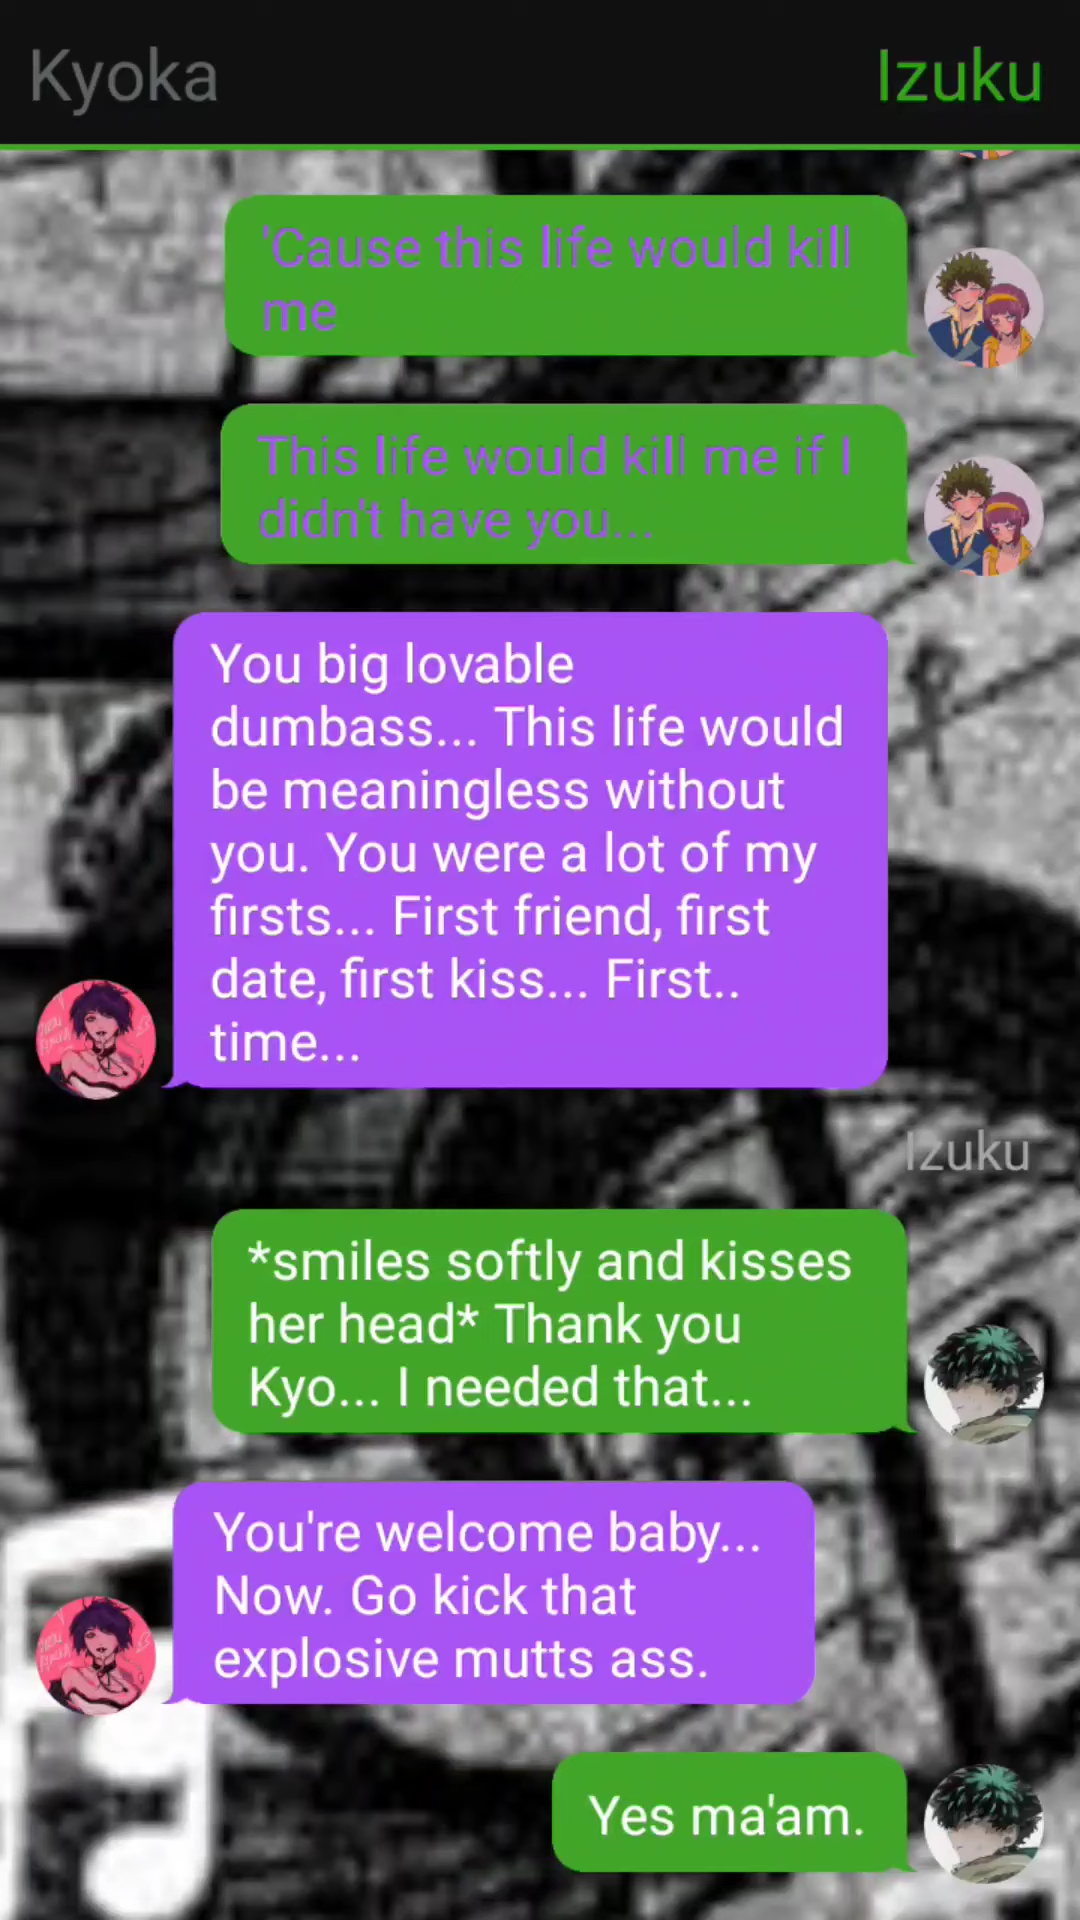 Kyoka
Izuku
'Cause this life would kill
me
This life would kill me if I
didn't have you...
You big lovable
dumbass... This life would
be meaningless without
you. You were a lot of my
firsts... First friend, first
date, first kiss... First..
time...
Izuku
*smiles softly and kisses
her head* Thank you
Kyo... I needed that...
You're welcome baby...
Now. Go kick that
explosive mutts ass.
Yes ma'am.